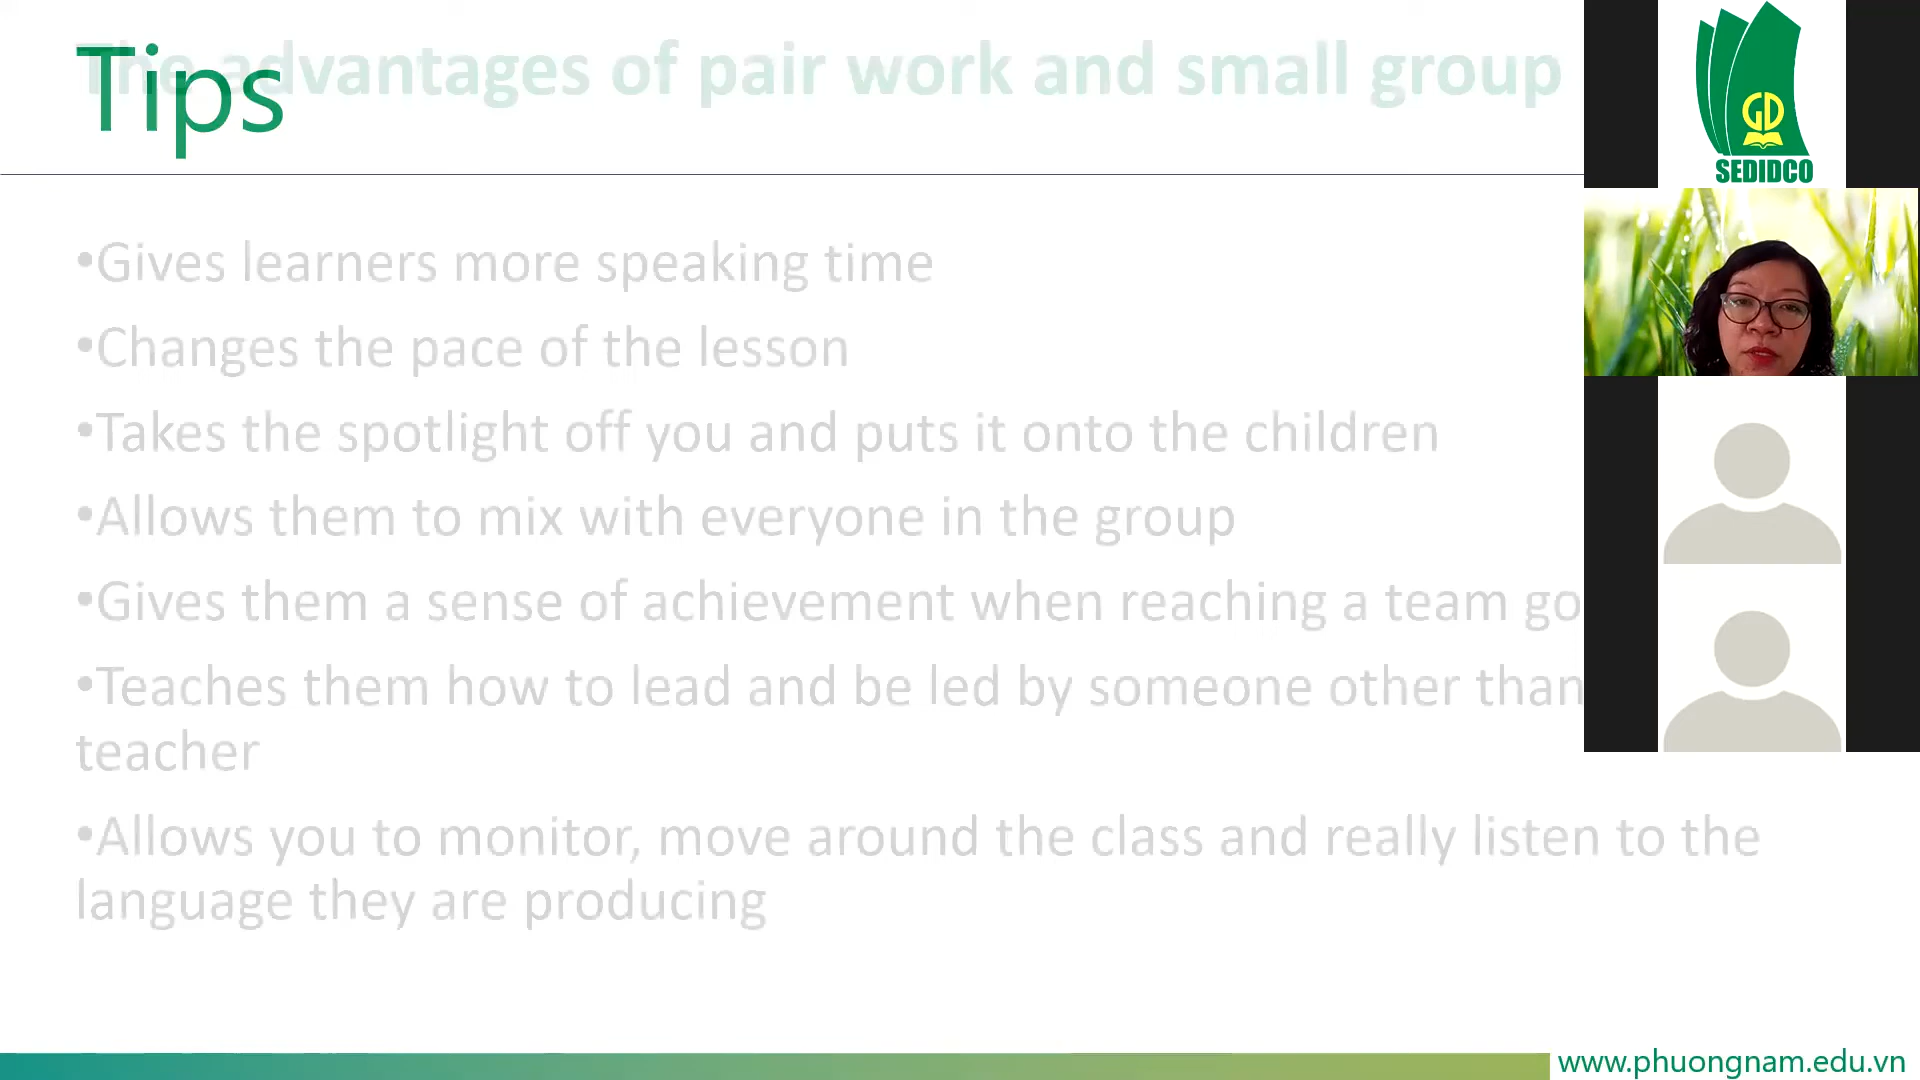 Tips
The advantages of pair work and small group
•Gives learners more speaking time
•Changes the pace of the lesson
•Takes the spotlight off you and puts it onto the children
•Allows them to mix with everyone in the group
•Gives them a sense of achievement when reaching a team go
•Teaches them how to lead and be led by someone other than
teacher
•Allows you to monitor, move around the class and really listen to the
language they are producing
GD
SEDIDCO
www.phuongnam.edu.vn